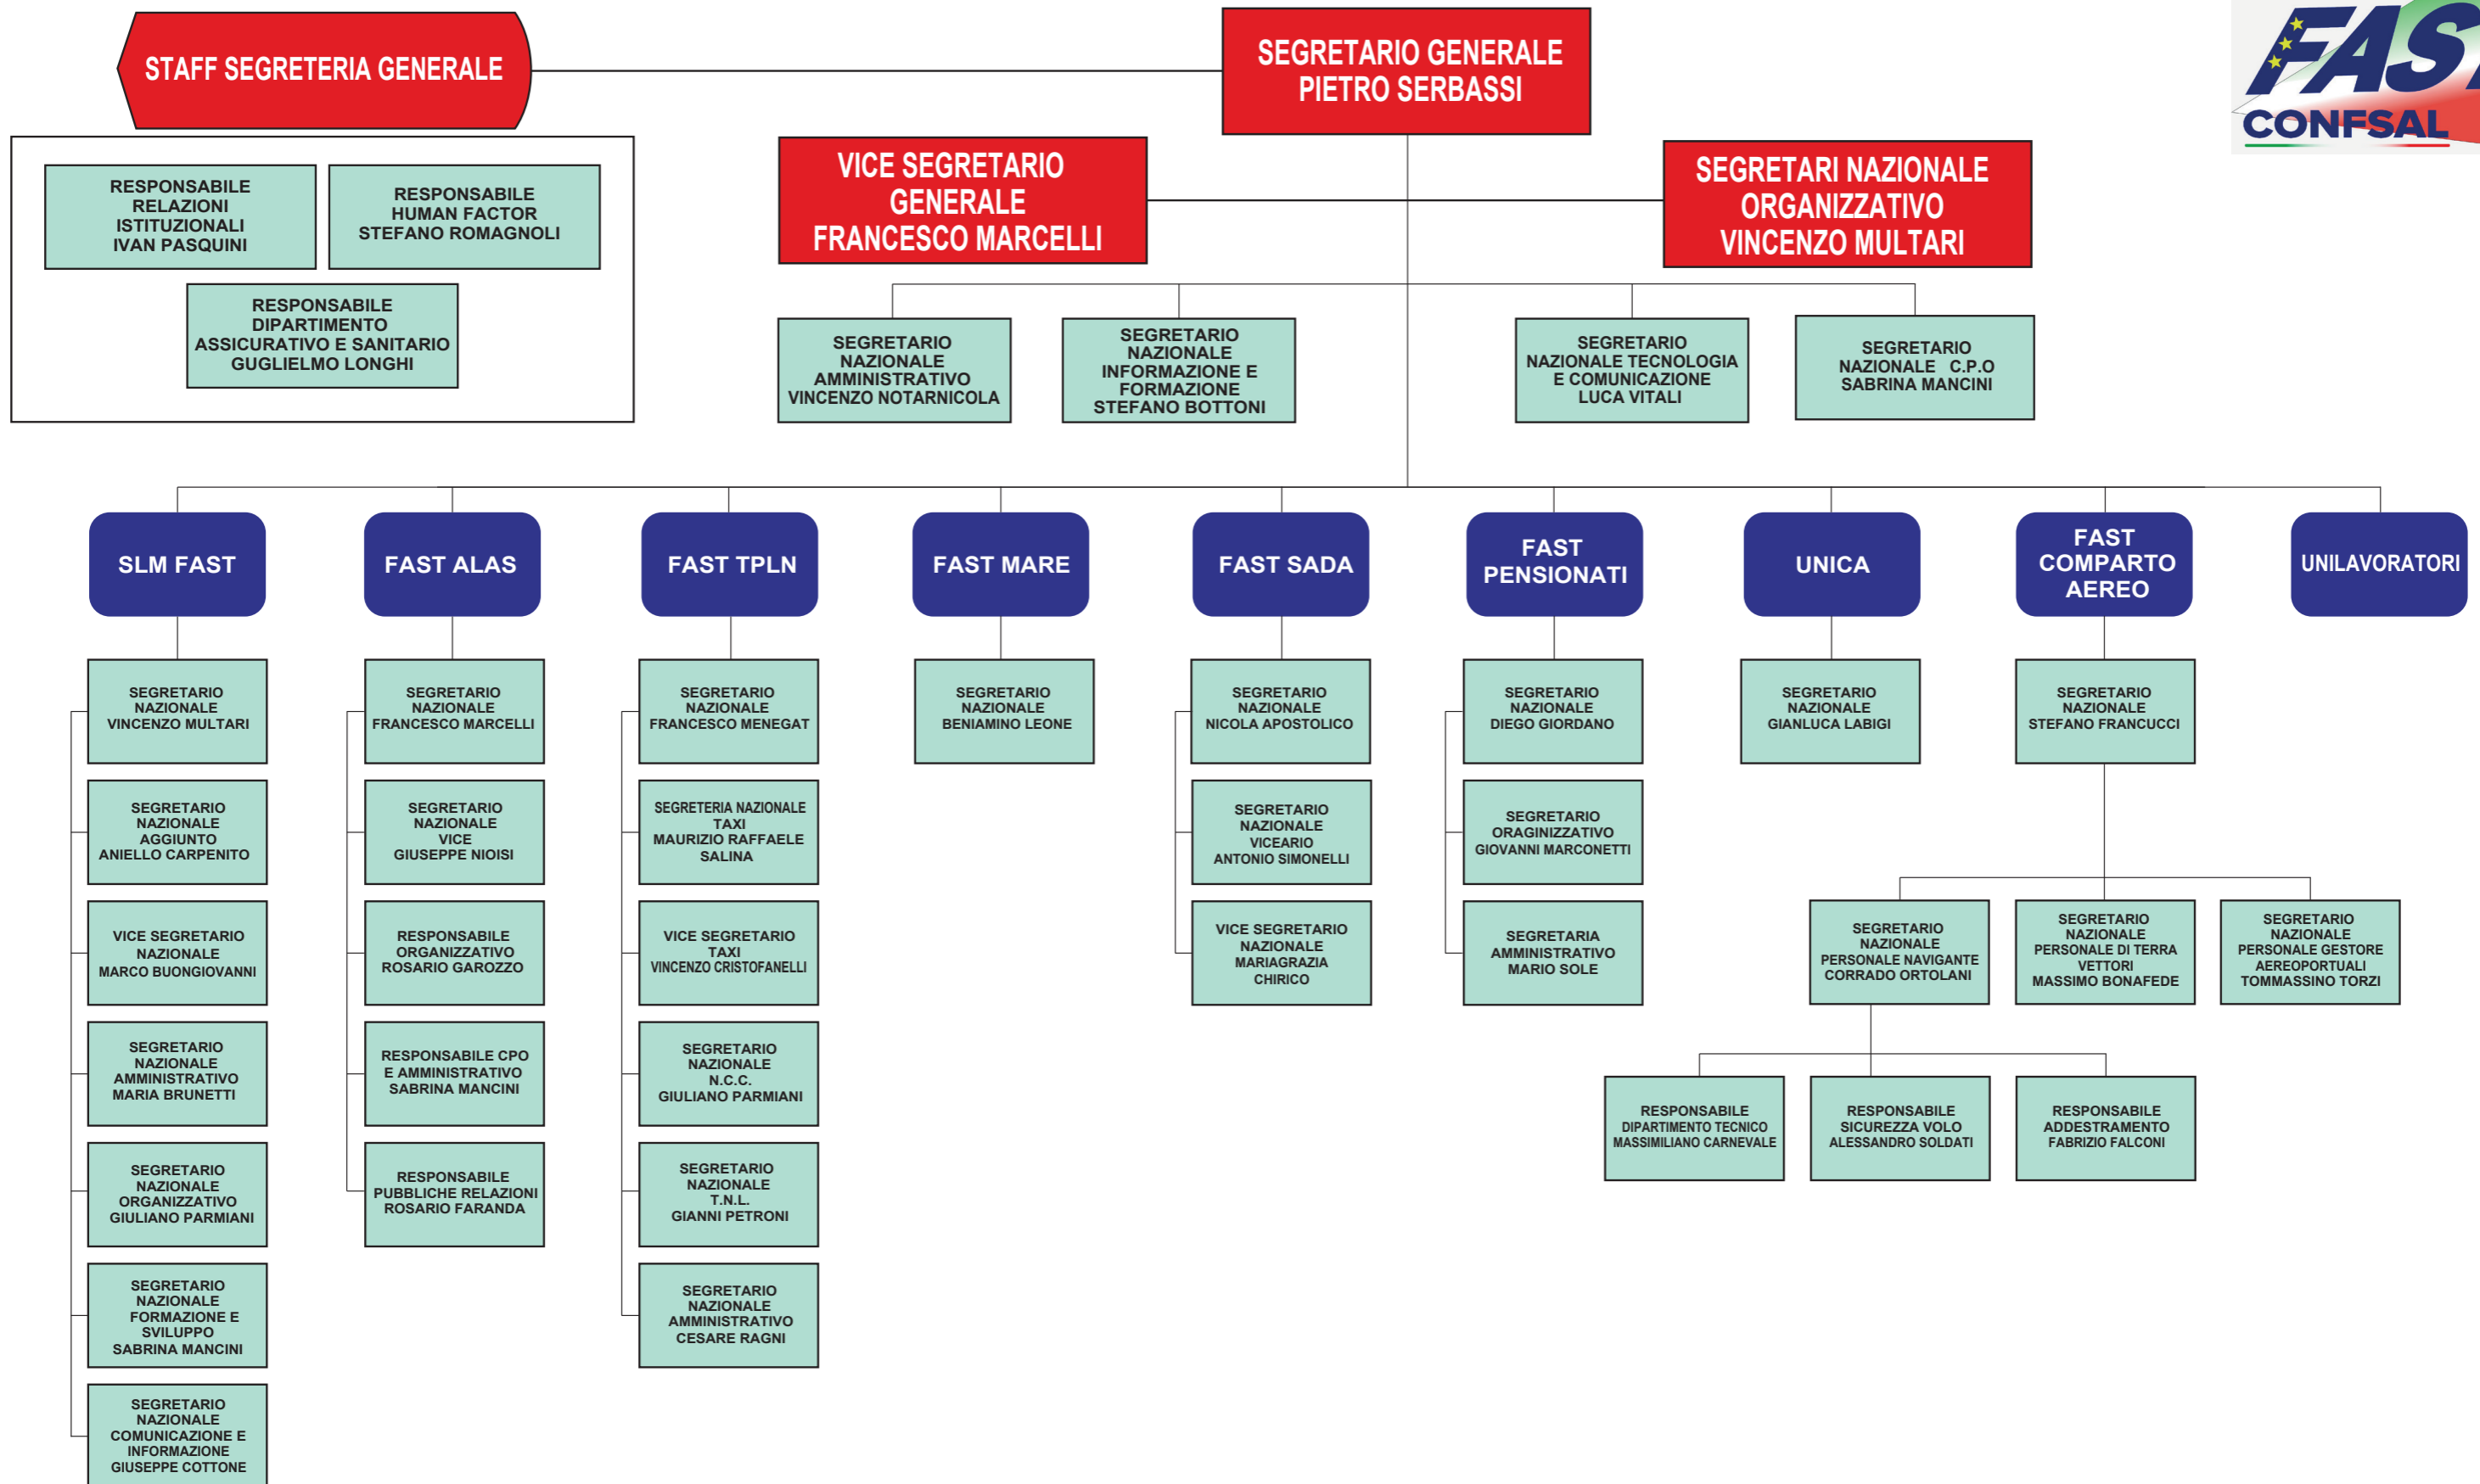 STAFF SEGRETERIA GENERALE
SEGRETARIO GENERALE
PIETRO SERBASSI
CONFSAL
VICE SEGRETARIO
GENERALE
FRANCESCO MARCELLI
SEGRETARI NAZIONALE
ORGANIZZATIVO
VINCENZO MULTARI
RESPONSABILE
RELAZIONI
ISTITUZIONALI
IVAN PASQUINI
RESPONSABILE
HUMAN FACTOR
STEFANO ROMAGNOLI
RESPONSABILE
DIPARTIMENTO
ASSICURATIVO E SANITARIO
GUGLIELMO LONGHI
SEGRETARIO
NAZIONALE
AMMINISTRATIVO
VINCENZO NOTARNICOLA
SEGRETARIO
NAZIONALE
INFORMAZIONE E
FORMAZIONE
STEFANO BOTTONI
SEGRETARIO
NAZIONALE TECNOLOGIA
E COMUNICAZIONE
LUCA VITALI
SEGRETARIO
NAZIONALE C.P.O
SABRINA MANCINI
SLM FAST
FAST ALAS
FAST TPLN
FAST MARE
FAST SADA
FAST
PENSIONATI
UNICA
FAST
COMPARTO
AEREO
UNILAVORATORI
SEGRETARIO
NAZIONALE
VINCENZO MULTARI
SEGRETARIO
NAZIONALE
AGGIUNTO
ANIELLO CARPENITO
VICE SEGRETARIO
NAZIONALE
MARCO BUONGIOVANNI
SEGRETARIO
NAZIONALE
AMMINISTRATIVO
MARIA BRUNETTI
SEGRETARIO
NAZIONALE
ORGANIZZATIVO
GIULIANO PARMIANI
SEGRETARIO
NAZIONALE
FORMAZIONE E
SVILUPPO
SABRINA MANCINI
SEGRETARIO
NAZIONALE
COMUNICAZIONE E
INFORMAZIONE
GIUSEPPE COTTONE
SEGRETARIO
NAZIONALE
FRANCESCO MARCELLI
SEGRETARIO
NAZIONALE
VICE
GIUSEPPE NIOISI
RESPONSABILE
ORGANIZZATIVO
ROSARIO GAROZZO
RESPONSABILE CPO
E AMMINISTRATIVO
SABRINA MANCINI
RESPONSABILE
PUBBLICHE RELAZIONI
ROSARIO FARANDA
SEGRETARIO
NAZIONALE
FRANCESCO MENEGAT
SEGRETERIA NAZIONALE
TAXI
MAURIZIO RAFFAELE
SALINA
VICE SEGRETARIO
TAXI
VINCENZO CRISTOFANELLI
SEGRETARIO
NAZIONALE
N.C.C.
GIULIANO PARMIANI
SEGRETARIO
NAZIONALE
T.N.L.
GIANNI PETRONI
SEGRETARIO
NAZIONALE
AMMINISTRATIVO
CESARE RAGNI
SEGRETARIO
NAZIONALE
BENIAMINO LEONE
SEGRETARIO
NAZIONALE
NICOLA APOSTOLICO
SEGRETARIO
NAZIONALE
VICEARIO
ANTONIO SIMONELLI
VICE SEGRETARIO
NAZIONALE
MARIAGRAZIA
CHIRICO
SEGRETARIO
NAZIONALE
DIEGO GIORDANO
SEGRETARIO
ORAGINIZZATIVO
GIOVANNI MARCONETTI
SEGRETARIA
AMMINISTRATIVO
MARIO SOLE
SEGRETARIO
NAZIONALE
GIANLUCA LABIGI
SEGRETARIO
NAZIONALE
STEFANO FRANCUCCI
SEGRETARIO
NAZIONALE
PERSONALE NAVIGANTE
CORRADO ORTOLANI
SEGRETARIO
NAZIONALE
PERSONALE DI TERRA
VETTORI
MASSIMO BONAFEDE
SEGRETARIO
NAZIONALE
PERSONALE GESTORE
AEREOPORTUALI
TOMMASSINO TORZI
RESPONSABILE
DIPARTIMENTO TECNICO
MASSIMILIANO CARNEVALE
RESPONSABILE
SICUREZZA VOLO
ALESSANDRO SOLDATI
RESPONSABILE
ADDESTRAMENTO
FABRIZIO FALCONI